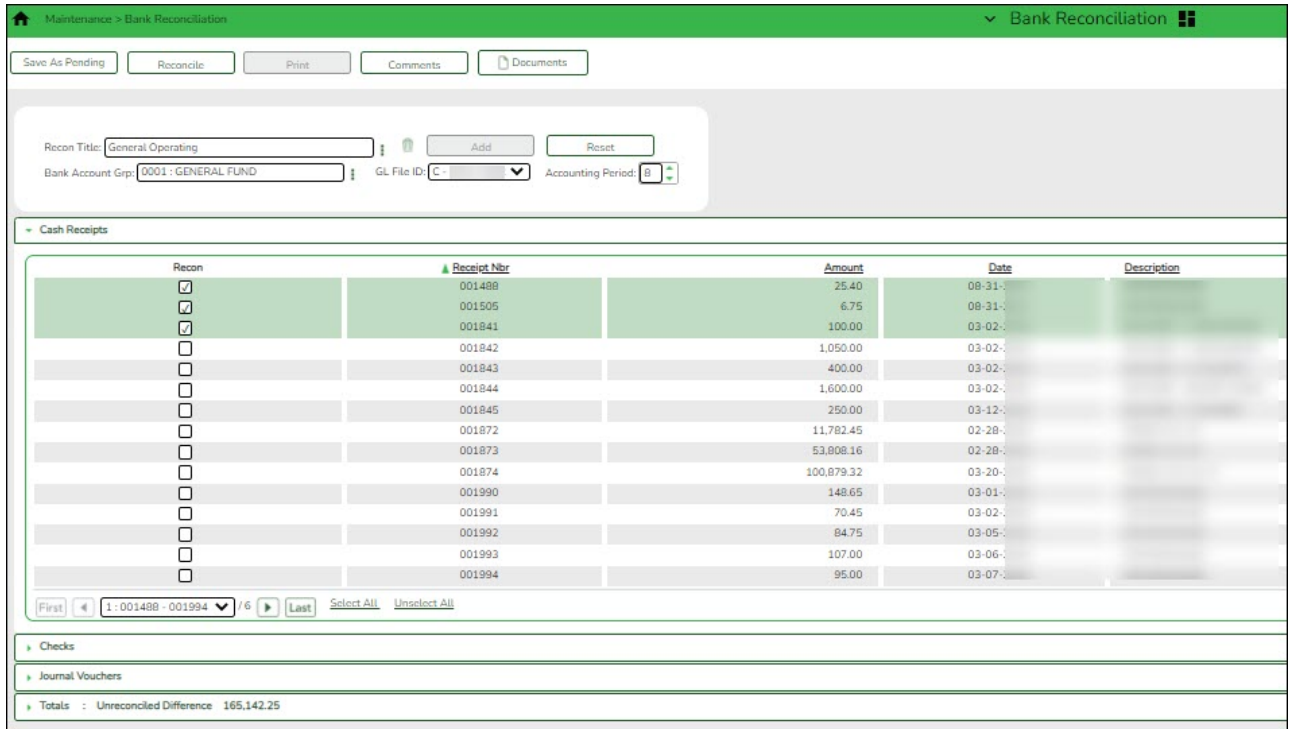 Maintenance > Bank Reconciliation
Bank Reconciliation
Save As Pending Reconcile Print Comments Documents
Recon Title: General Operating Add Reset
Bank Account Grp: 0001 : GENERAL FUND GL File ID: C - Accounting Period: 8
Cash Receipts
Recon Receipt Nbr Amount Date Description
001488 25.40 08-31-
001505 6.75 08-31-
001841 100.00 03-02-
001842 1,050.00 03-02-
001843 400.00 03-02-
001844 1,600.00 03-02-
001845 250.00 03-12-
001872 11,782.45 02-28-
001873 53,808.16 02-28-
001874 100,879.32 03-20-
001990 148.65 03-01-
001991 70.45 03-02-
001992 84.75 03-05-
001993 107.00 03-06-
001994 95.00 03-07-
First 1 : 001488 - 001994 / 6 Last Select All Unselect All
Checks
Journal Vouchers
Totals : Unreconciled Difference 165,142.25